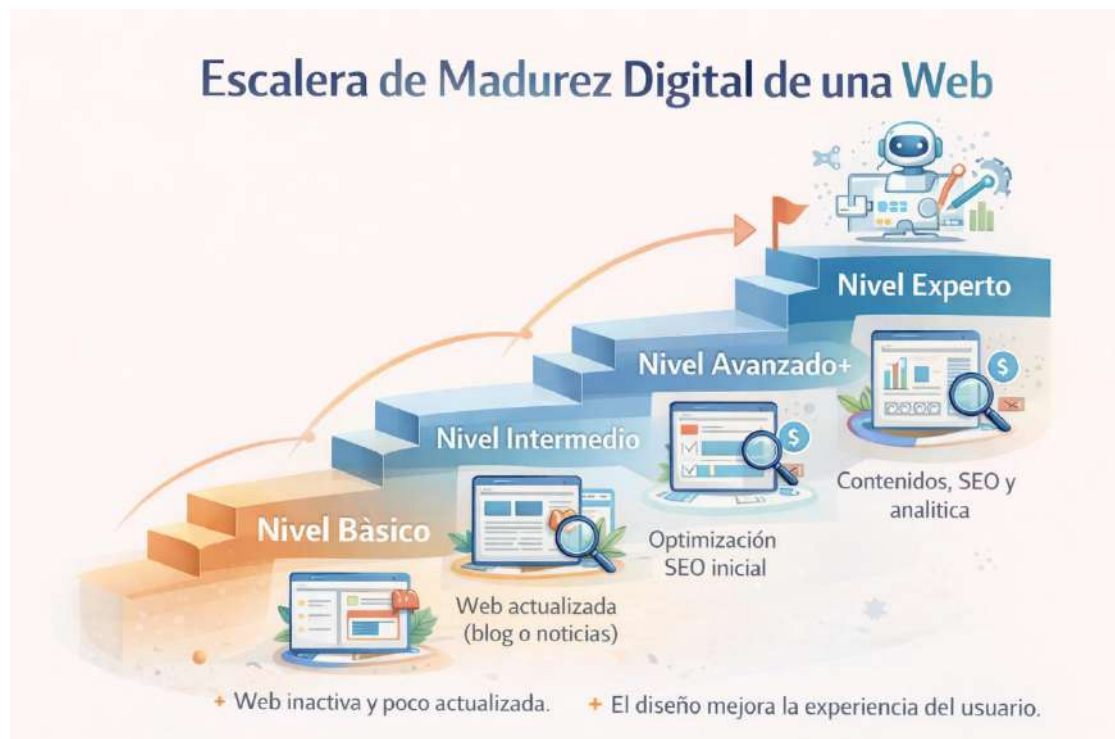 Escalera de Madurez Digital de una Web
Nivel Experto
Nivel Avanzado+
Nivel Intermedio
Contenidos, SEO y
analitica
Nivel Bàsico
Optimización
SEO inicial
Web actualizada
(blog o noticias)
+ Web inactiva y poco actualizada.
+ El diseño mejora la experiencia del usuario.
$
$